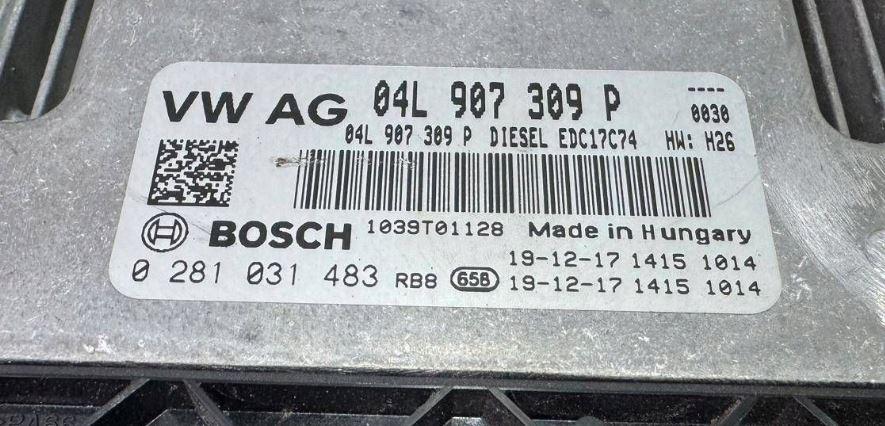 VW AG 04L 907 309 P ----
0030
04L 907 309 P DIESEL EDC17C74 HW: H26
BOSCH 1039T01128 Made in Hungary
19-12-17 1415 1014
0 281 031 483 RB8 658 19-12-17 1415 1014